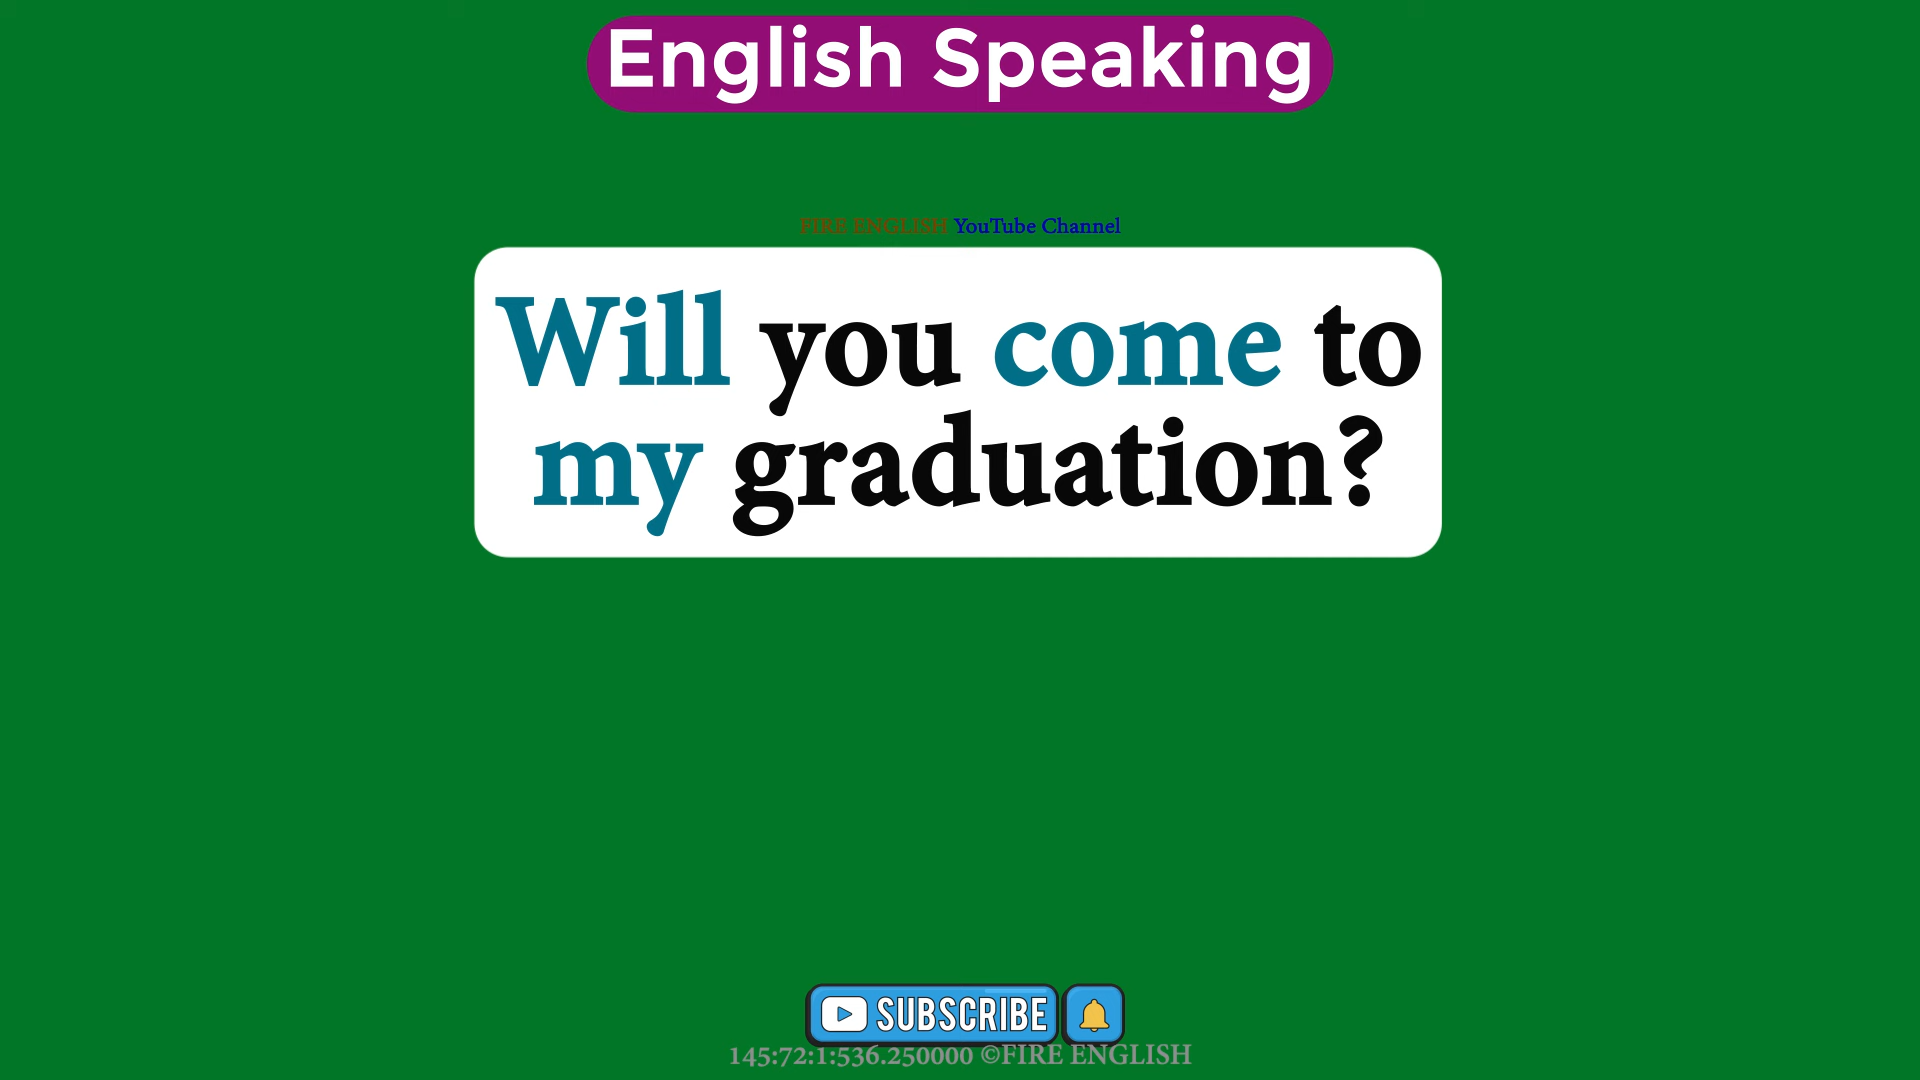 English Speaking
FIRE ENGLISH YouTube Channel
Will you come to
my graduation?
SUBSCRIBE
145:72:1:536.250000 ©FIRE ENGLISH